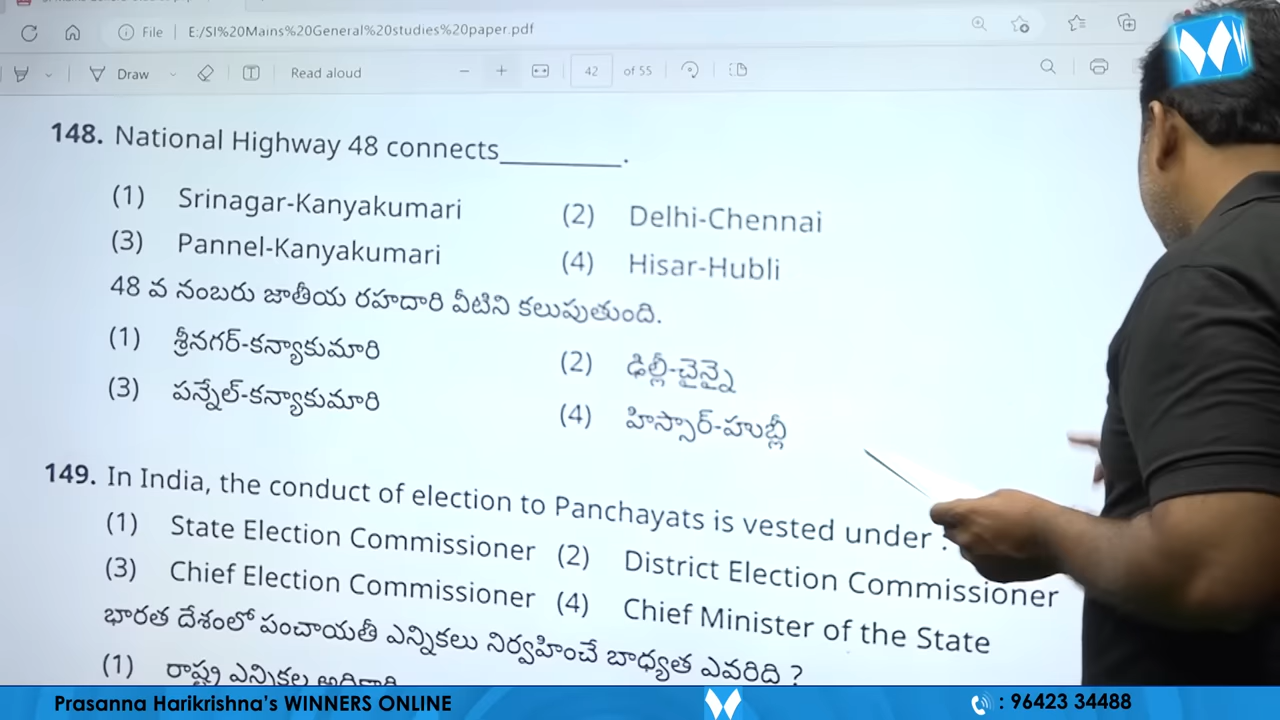 File E:/SI%20Mains%20General%20studies%20paper.pdf
Draw Read aloud 42 of 55
148. National Highway 48 connects________.
(1) Srinagar-Kanyakumari (2) Delhi-Chennai
(3) Pannel-Kanyakumari (4) Hisar-Hubli
48 వ నంబరు జాతీయ రహదారి వీటిని కలుపుతుంది.
(1) శ్రీనగర్-కన్యాకుమారి (2) ఢిల్లీ-చైన్నై
(3) పన్నేల్-కన్యాకుమారి (4) హిస్సార్-హుబ్లీ
149. In India, the conduct of election to Panchayats is vested under :
(1) State Election Commissioner (2) District Election Commissioner
(3) Chief Election Commissioner (4) Chief Minister of the State
భారత దేశంలో పంచాయతీ ఎన్నికలు నిర్వహించే బాధ్యత ఎవరిది ?
(1) రాష్ట్ర ఎన్నికల
Prasanna Harikrishna's WINNERS ONLINE : 96423 34488